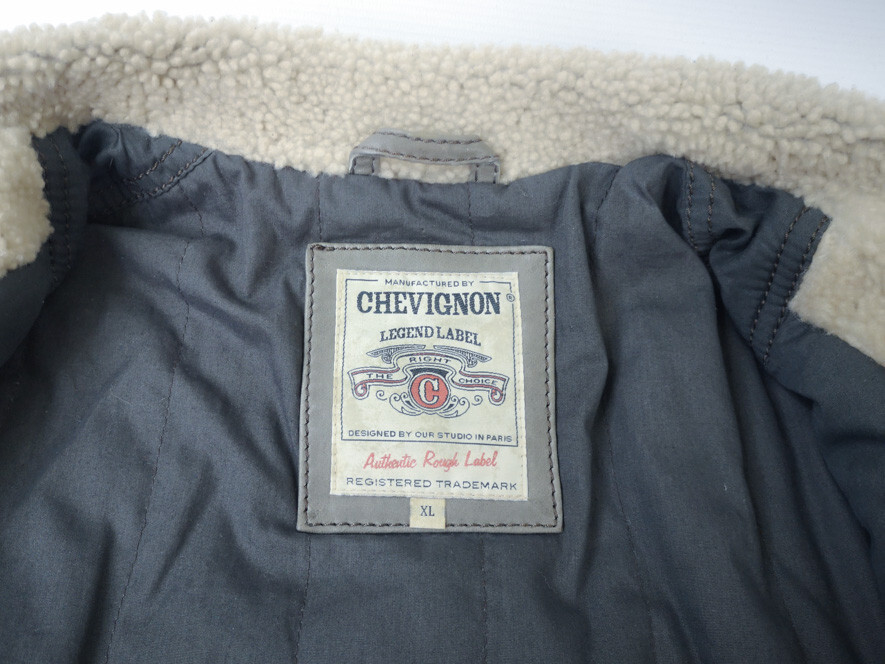 MANUFACTURED BY
CHEVIGNON®
LEGEND LABEL
RIGHT
THE CHOICE
C
DESIGNED BY OUR STUDIO IN PARIS
Authentic Rough Label
REGISTERED TRADEMARK
XL